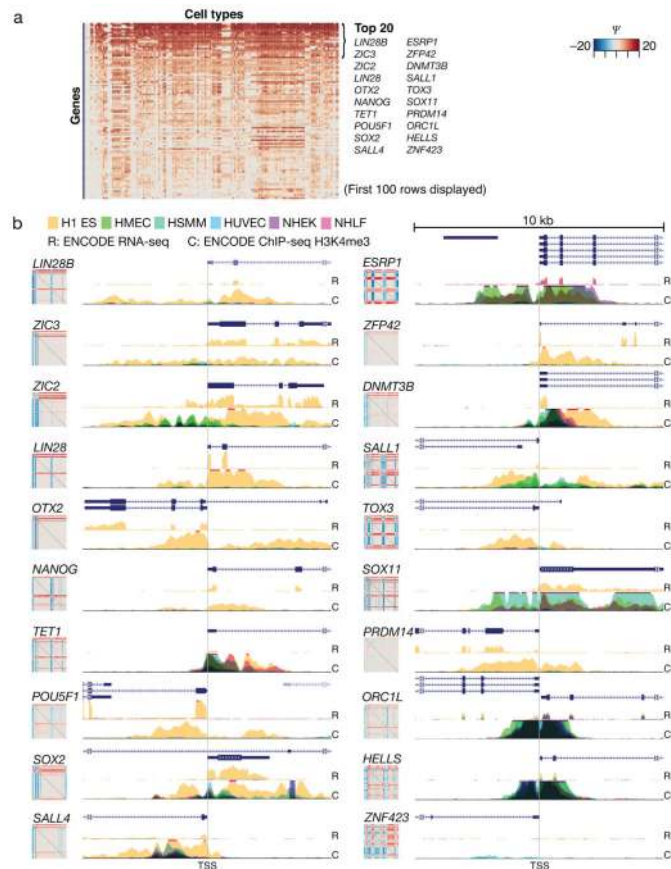 a
Cell types
Genes
Top 20
LIN28B ESRP1
ZIC3 ZFP42
ZIC2 DNMT3B
LIN28 SALL1
OTX2 TOX3
NANOG SOX11
TET1 PRDM14
POU5F1 ORC1L
SOX2 HELLS
SALL4 ZNF423
(First 100 rows displayed)
Ψ
−20 20
b
H1 ES HMEC HSMM HUVEC NHEK NHLF
R: ENCODE RNA-seq C: ENCODE ChIP-seq H3K4me3
10 kb
LIN28B
R
C
ZIC3
R
C
ZIC2
R
C
LIN28
R
C
OTX2
R
C
NANOG
R
C
TET1
R
C
POU5F1
R
C
SOX2
R
C
SALL4
R
C
TSS
ESRP1
R
C
ZFP42
R
C
DNMT3B
R
C
SALL1
R
C
TOX3
R
C
SOX11
R
C
PRDM14
R
C
ORC1L
R
C
HELLS
R
C
ZNF423
R
C
TSS